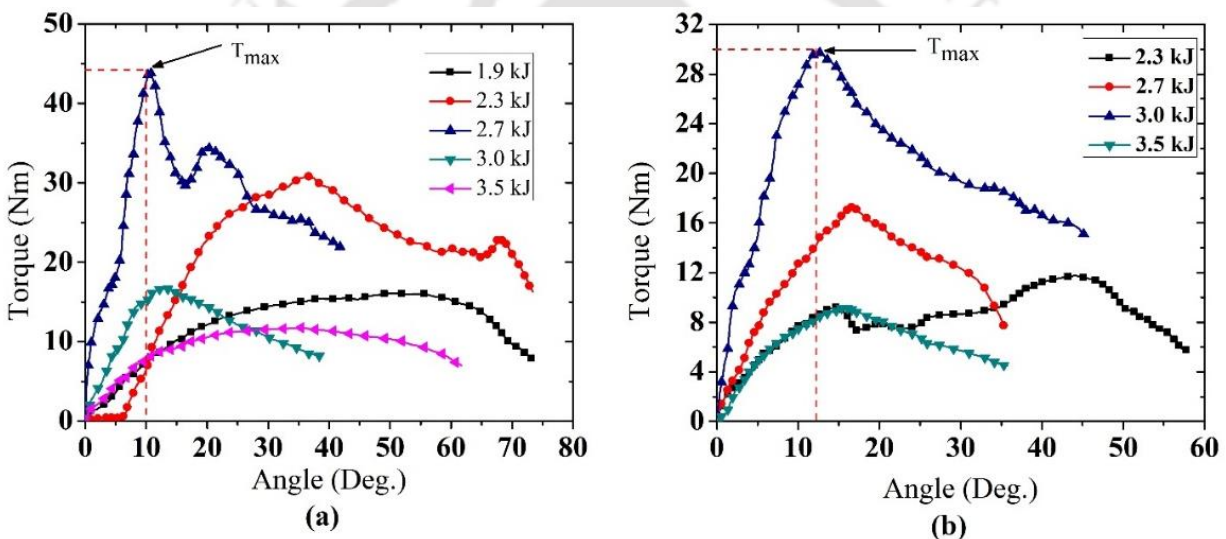 50
40
30
20
10
0
Torque (Nm)
T_max
1.9 kJ
2.3 kJ
2.7 kJ
3.0 kJ
3.5 kJ
0 10 20 30 40 50 60 70 80
Angle (Deg.)
(a)
32
28
24
20
16
12
8
4
0
Torque (Nm)
T_max
2.3 kJ
2.7 kJ
3.0 kJ
3.5 kJ
0 10 20 30 40 50 60
Angle (Deg.)
(b)